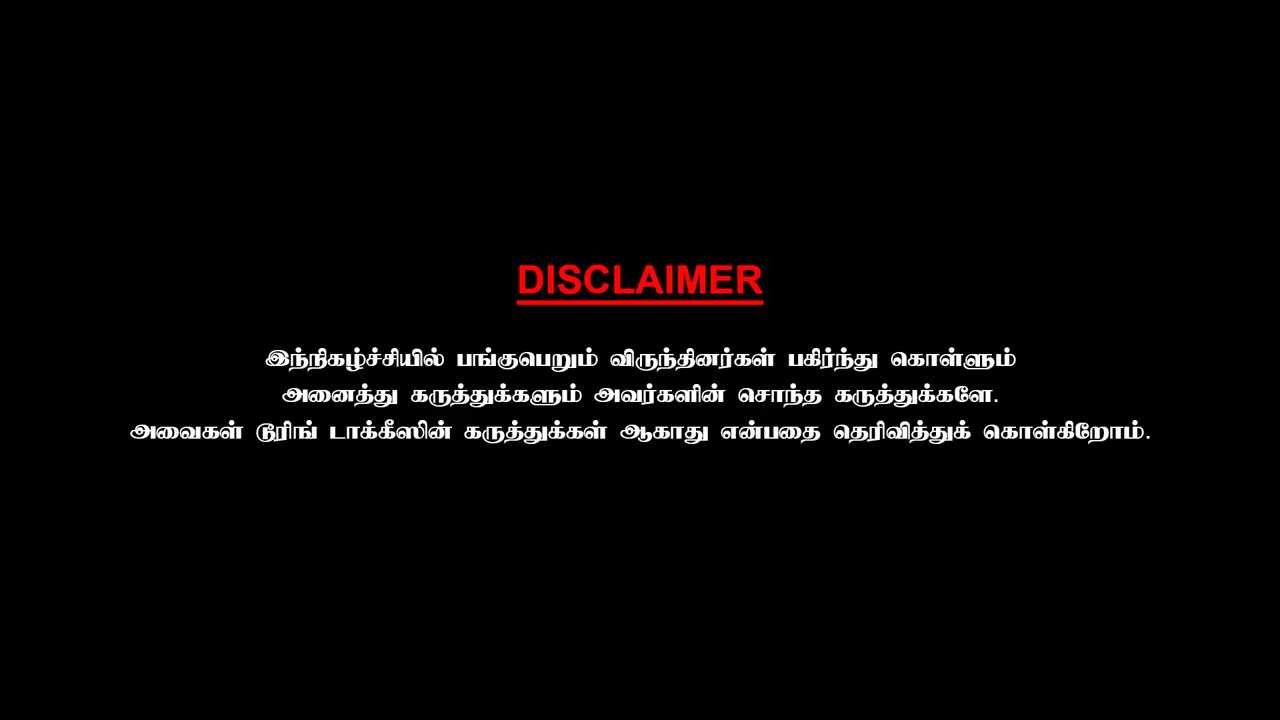 DISCLAIMER
இந்நிகழ்ச்சியில் பங்குபெறும் விருந்தினர்கள் பகிர்ந்து கொள்ளும்
அனைத்து கருத்துக்களும் அவர்களின் சொந்த கருத்துக்களே.
அவைகள் டூரிங் டாக்கீஸின் கருத்துக்கள் ஆகாது என்பதை தெரிவித்துக் கொள்கிறோம்.